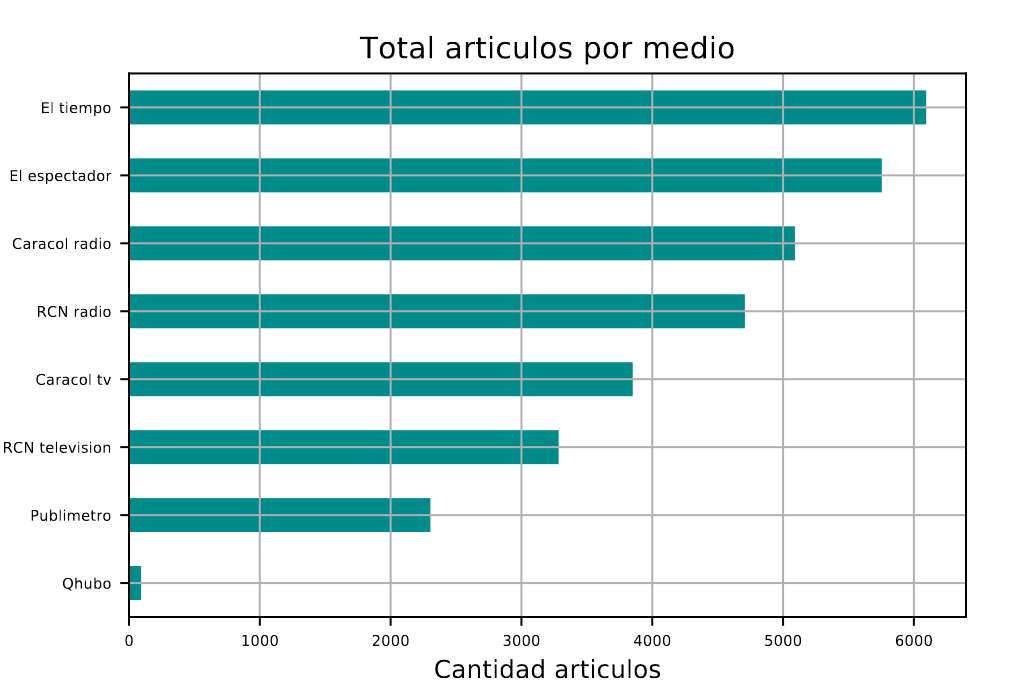 Total articulos por medio
El tiempo
El espectador
Caracol radio
RCN radio
Caracol tv
RCN television
Publimetro
Qhubo
0 1000 2000 3000 4000 5000 6000
Cantidad articulos